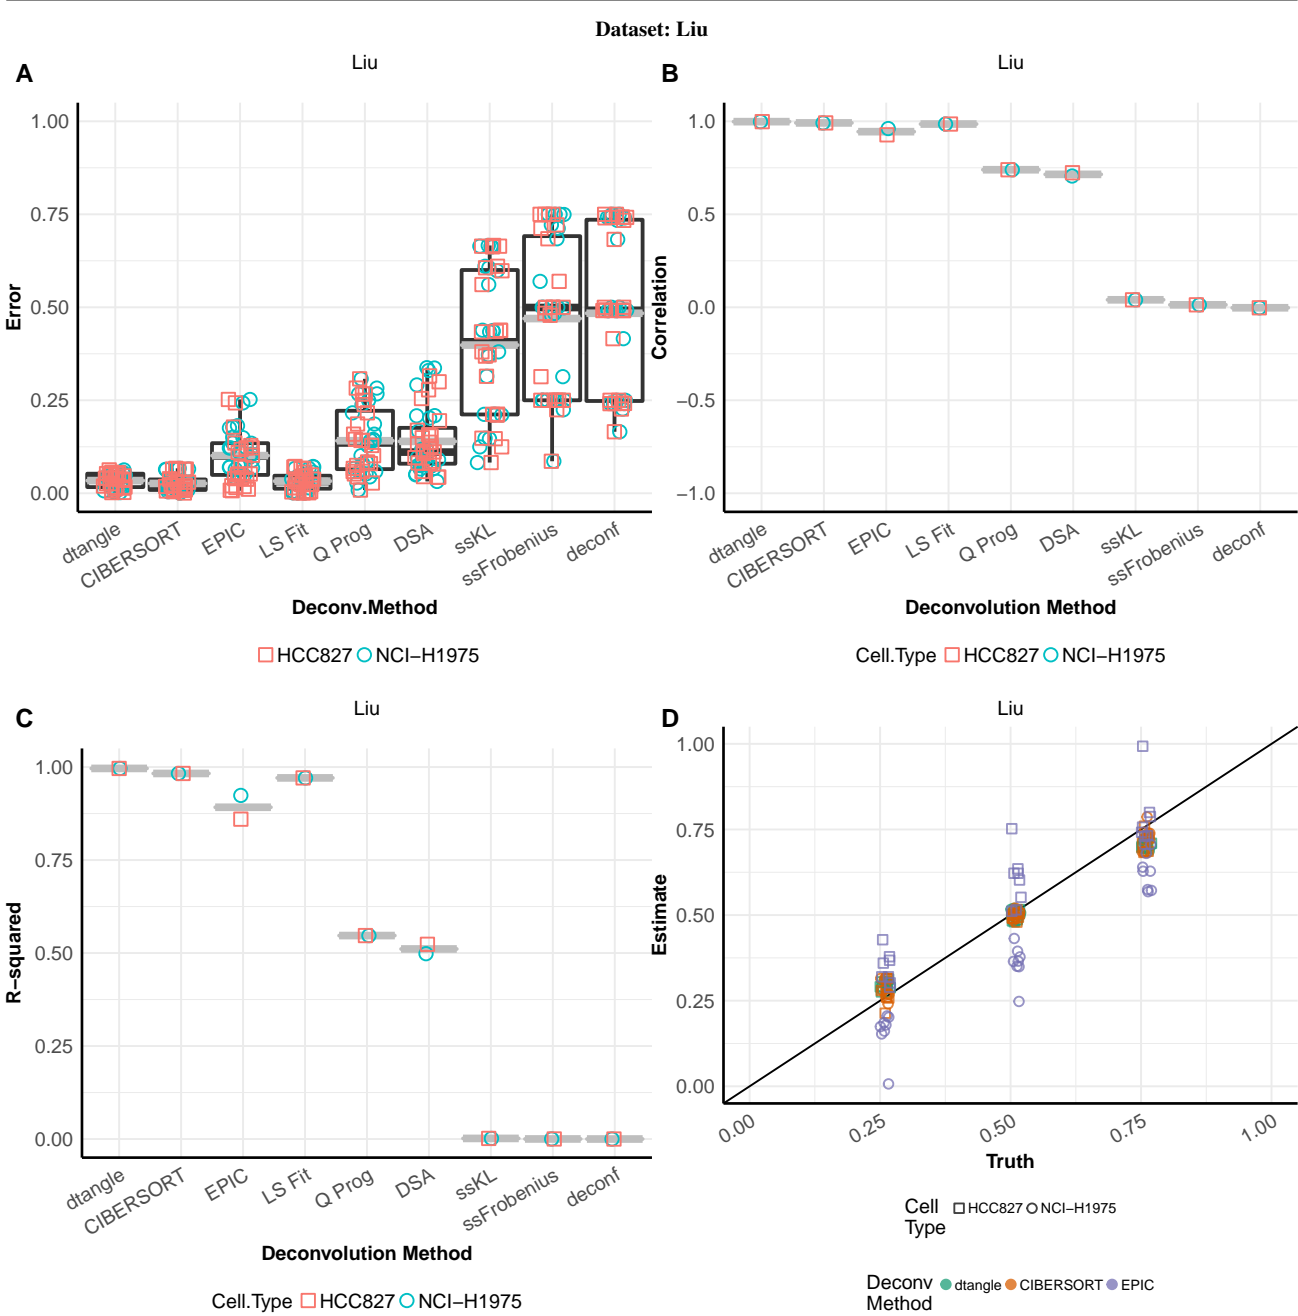 Dataset: Liu
A
Liu
1.00
0.75
0.50
0.25
0.00
Error
dtangle
CIBERSORT
EPIC
LS Fit
Q Prog
DSA
ssKL
ssFrobenius
deconf
Deconv.Method
HCC827 NCI−H1975
B
Liu
1.0
0.5
0.0
−0.5
−1.0
Correlation
dtangle
CIBERSORT
EPIC
LS Fit
Q Prog
DSA
ssKL
ssFrobenius
deconf
Deconvolution Method
Cell.Type HCC827 NCI−H1975
C
Liu
1.00
0.75
0.50
0.25
0.00
R−squared
dtangle
CIBERSORT
EPIC
LS Fit
Q Prog
DSA
ssKL
ssFrobenius
deconf
Deconvolution Method
Cell.Type HCC827 NCI−H1975
D
Liu
1.00
0.75
0.50
0.25
0.00
Estimate
0.00
0.25
0.50
0.75
1.00
Truth
Cell
Type
HCC827 NCI−H1975
Deconv
Method
dtangle CIBERSORT EPIC